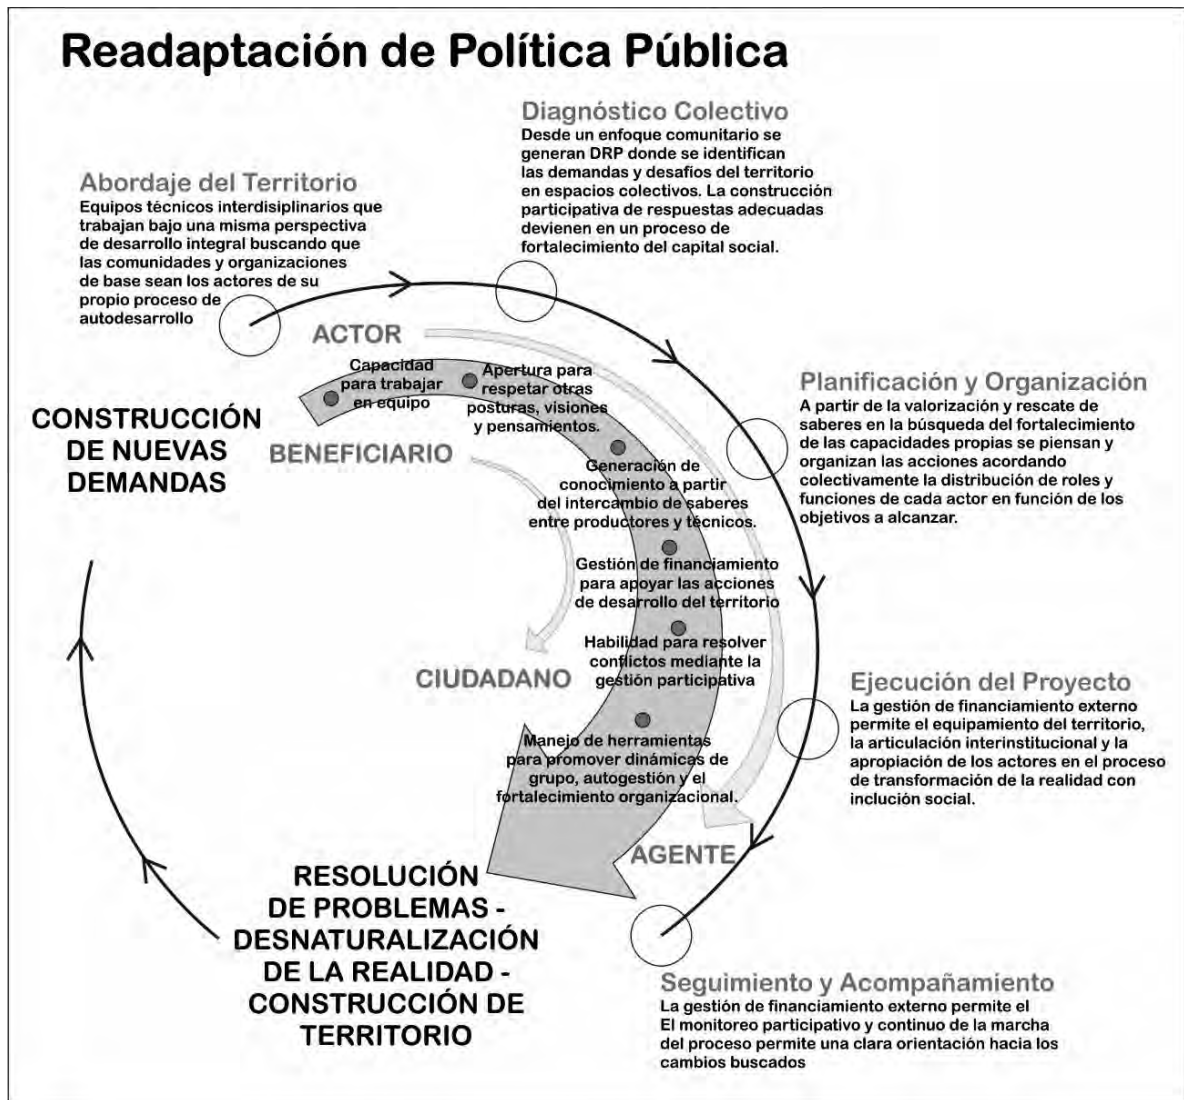 Readaptación de Política Pública
Diagnóstico Colectivo
Desde un enfoque comunitario se
generan DRP donde se identifican
las demandas y desafíos del territorio
en espacios colectivos. La construcción
participativa de respuestas adecuadas
devienen en un proceso de
fortalecimiento del capital social.
Abordaje del Territorio
Equipos técnicos interdisiplinarios que
trabajan bajo una misma perspectiva
de desarrollo integral buscando que
las comunidades y organizaciones
de base sean los actores de su
propio proceso de
autodesarrollo
ACTOR
Capacidad
para trabajar
en equipo
Apertura para
respetar otras
posturas, visiones
y pensamientos.
Planificación y Organización
A partir de la valorización y rescate de
saberes en la búsqueda del fortalecimiento
de las capacidades propias se piensan y
organizan las acciones acordando
colectivamente la distribución de roles y
funciones de cada actor en función de los
objetivos a alcanzar.
CONSTRUCCIÓN
DE NUEVAS
DEMANDAS
BENEFICIARIO
Generación de
conocimiento a partir
del intercambio de saberes
entre productores y técnicos.
Gestión de financiamiento
para apoyar las acciones
de desarrollo del territorio
Habilidad para resolver
conflictos mediante la
gestión participativa
CIUDADANO
Ejecución del Proyecto
La gestión de financiamiento externo
permite el equipamiento del territorio,
la articulación interinstitucional y la
apropiación de los actores en el proceso
de transformación de la realidad con
inclusión social.
Manejo de herramientas
para promover dinámicas de
grupo, autogestión y el
fortalecimiento organizacional.
AGENTE
RESOLUCIÓN
DE PROBLEMAS -
DESNATURALIZACIÓN
DE LA REALIDAD -
CONSTRUCCIÓN DE
TERRITORIO
Seguimiento y Acompañamiento
La gestión de financiamiento externo permite el
El monitoreo participativo y continuo de la marcha
del proceso permite una clara orientación hacia los
cambios buscados